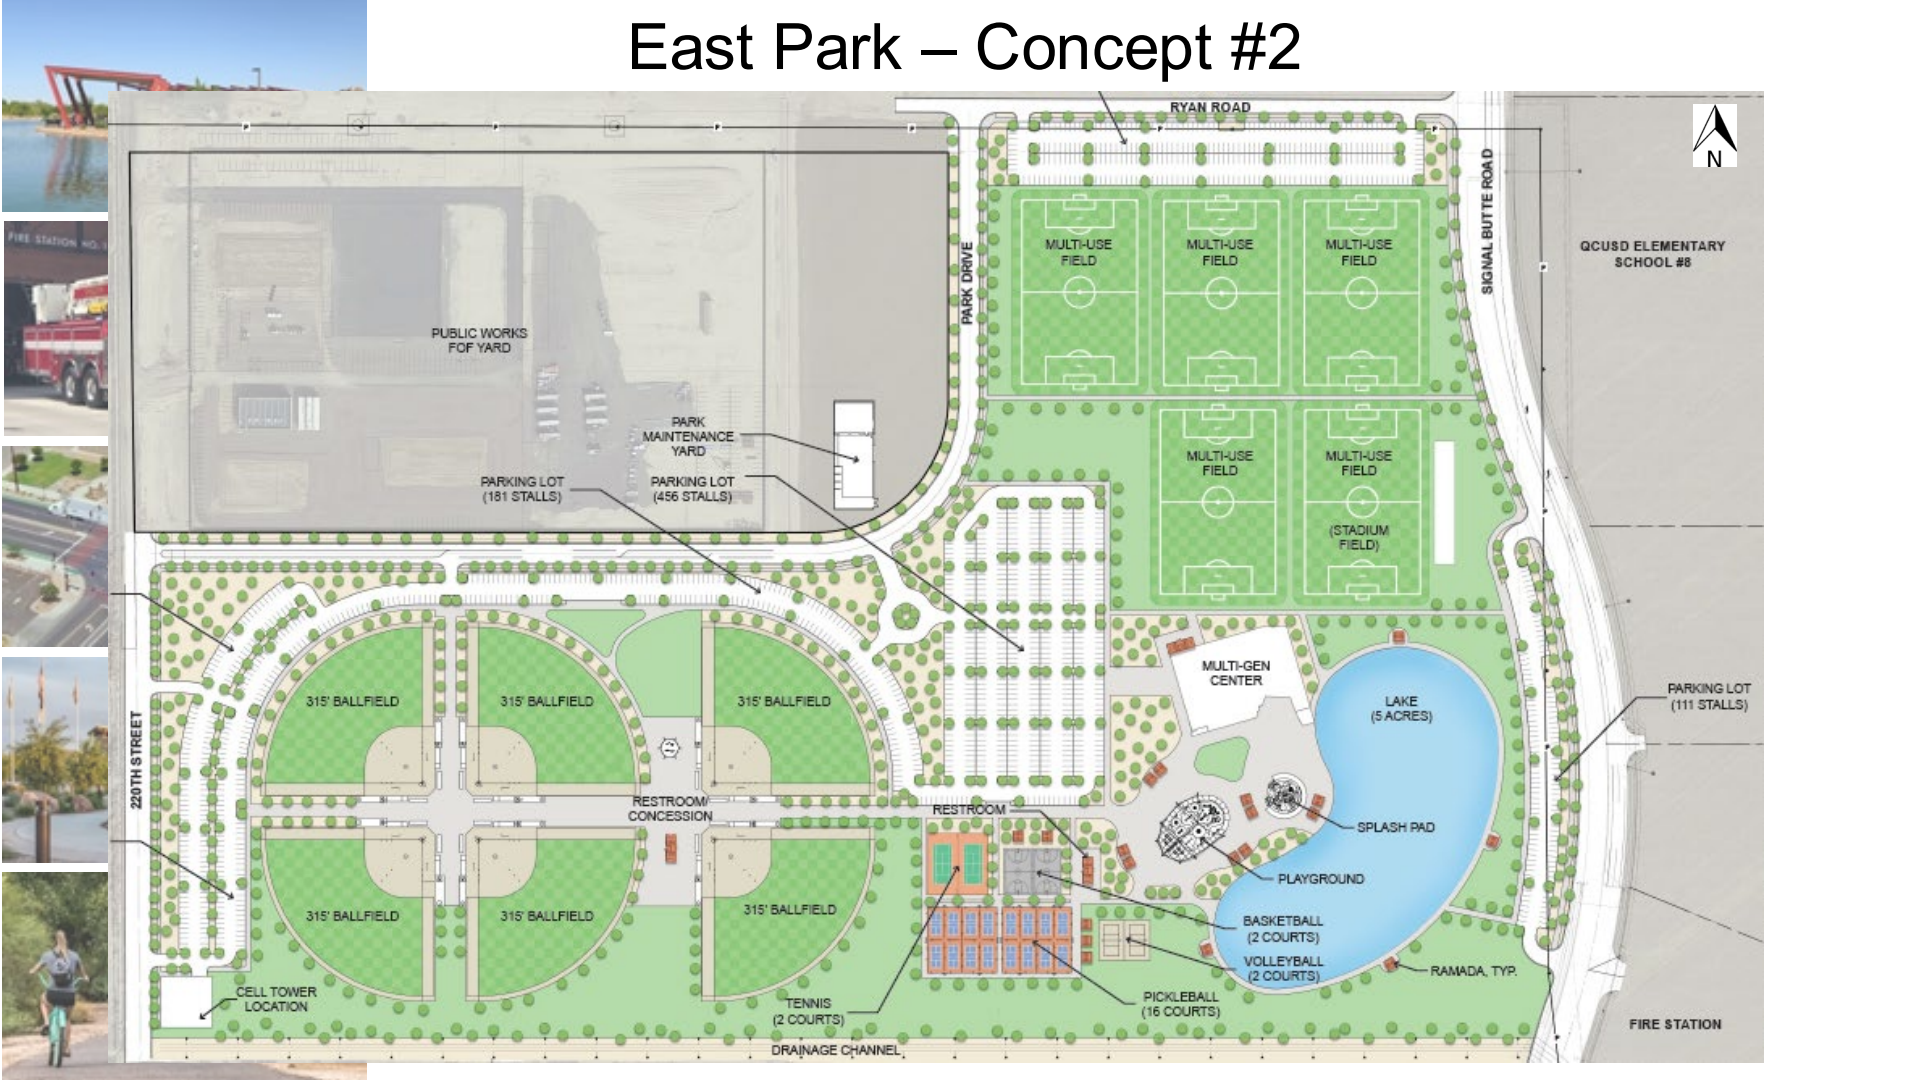 East Park – Concept #2
FIRE STATION NO.
RYAN ROAD
N
PARK DRIVE
SIGNAL BUTTE ROAD
MULTI-USE
FIELD
MULTI-USE
FIELD
MULTI-USE
FIELD
QCUSD ELEMENTARY
SCHOOL #8
PUBLIC WORKS
FOF YARD
PARK
MAINTENANCE
YARD
PARKING LOT
(181 STALLS)
PARKING LOT
(456 STALLS)
MULTI-USE
FIELD
MULTI-USE
FIELD
(STADIUM
FIELD)
MULTI-GEN
CENTER
LAKE
(5 ACRES)
PARKING LOT
(111 STALLS)
315' BALLFIELD
315' BALLFIELD
315' BALLFIELD
220TH STREET
RESTROOM/
CONCESSION
RESTROOM
SPLASH PAD
PLAYGROUND
315' BALLFIELD
315' BALLFIELD
315' BALLFIELD
BASKETBALL
(2 COURTS)
VOLLEYBALL
(2 COURTS)
RAMADA, TYP.
CELL TOWER
LOCATION
TENNIS
(2 COURTS)
PICKLEBALL
(16 COURTS)
FIRE STATION
DRAINAGE CHANNEL